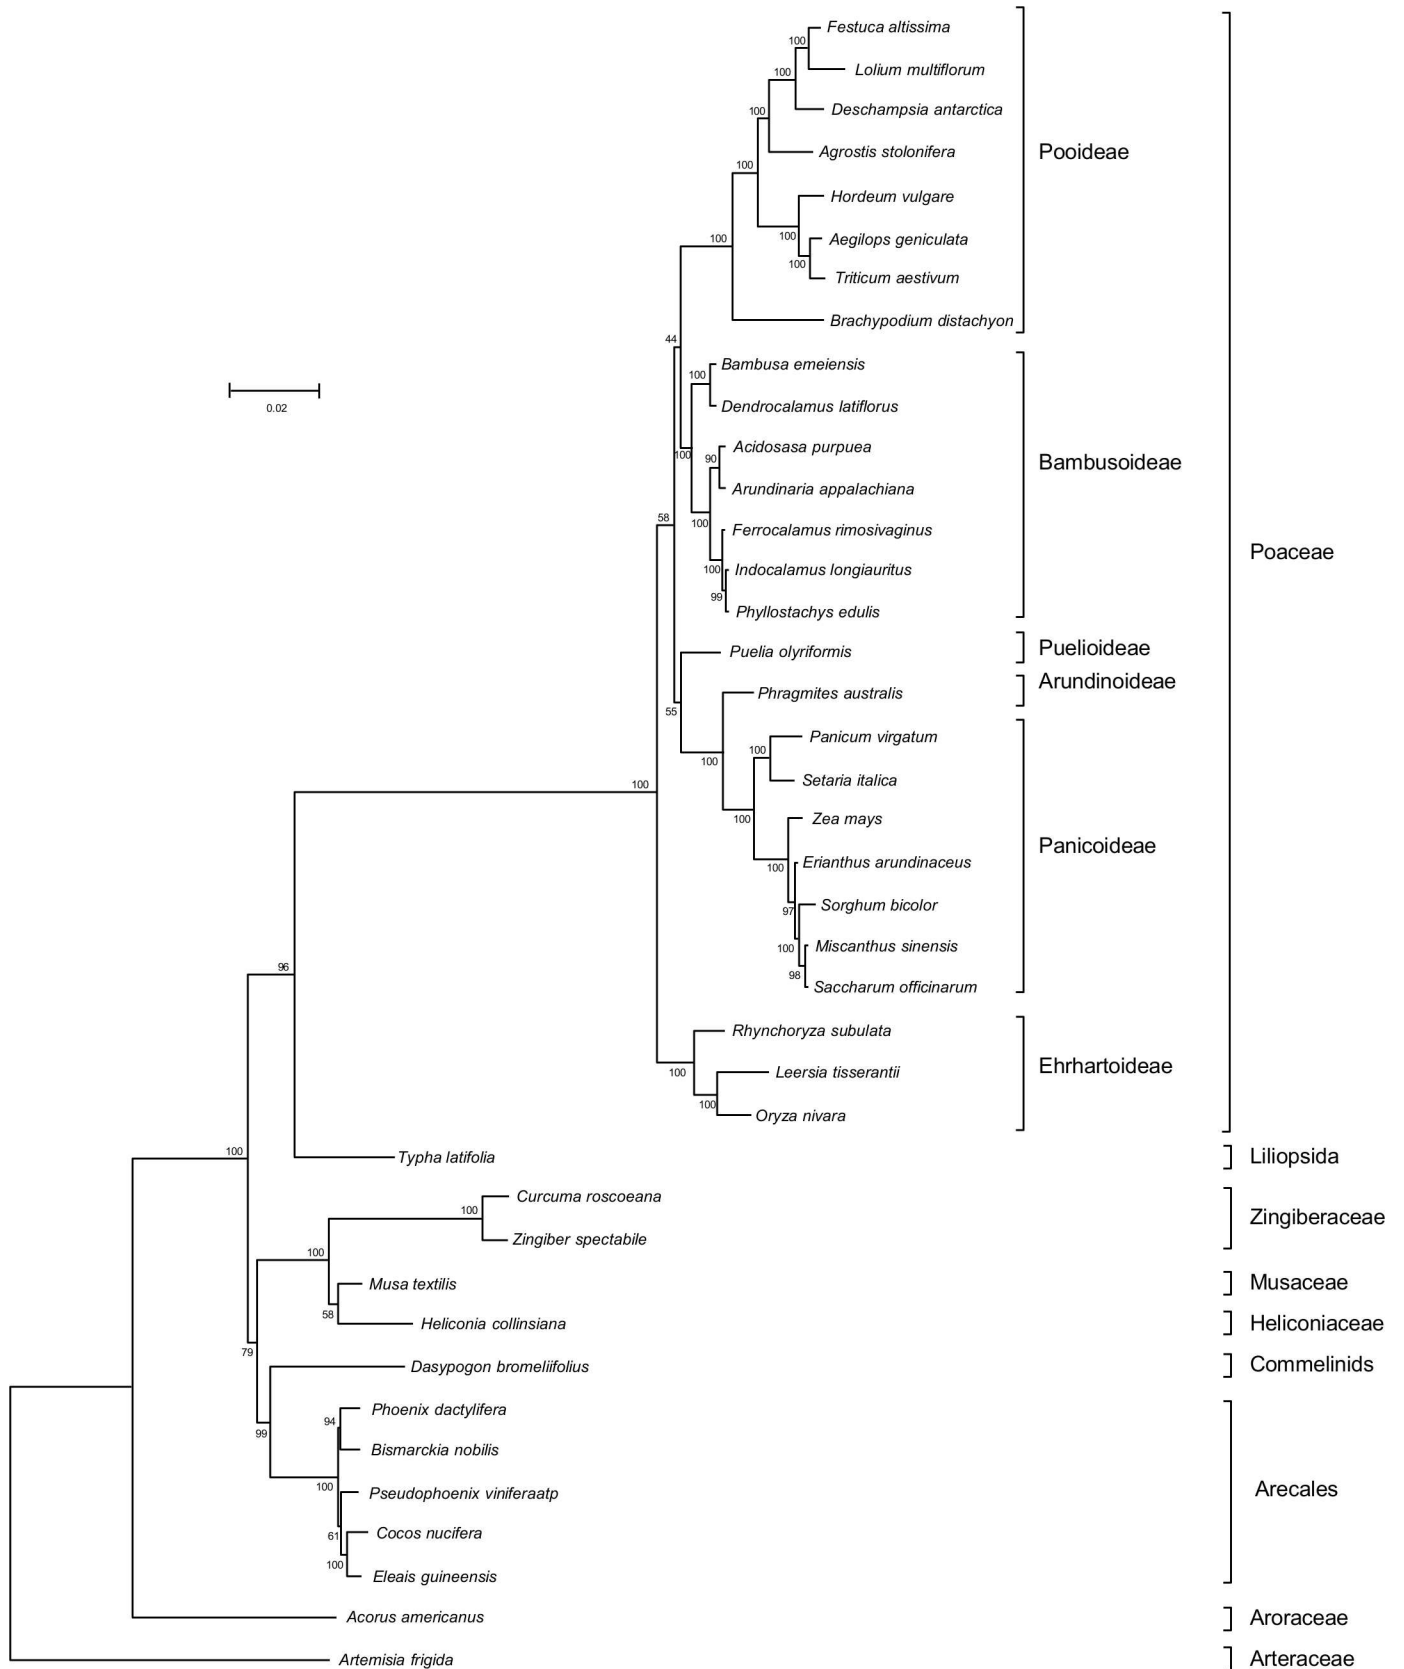 Festuca altissima
100
Lolium multiflorum
100
Deschampsia antarctica
100
Agrostis stolonifera
Pooideae
100
Hordeum vulgare
100
Aegilops geniculata
100
100
Triticum aestivum
Brachypodium distachyon
44
Bambusa emeiensis
100
0.02
Dendrocalamus latiflorus
Acidosasa purpuea
100
90
Bambusoideae
Arundinaria appalachiana
58
100
Ferrocalamus rimosivaginus
Poaceae
100
Indocalamus longiauritus
99
Phyllostachys edulis
Puelia olyriformis
Puelioideae
Arundinoideae
Phragmites australis
55
Panicum virgatum
100
100
Setaria italica
100
Zea mays
100
Panicoideae
Erianthus arundinaceus
100
Sorghum bicolor
97
Miscanthus sinensis
100
96
98
Saccharum officinarum
Rhynchoryza subulata
Ehrhartoideae
100
Leersia tisserantii
100
Oryza nivara
100
Typha latifolia
Liliopsida
Curcuma roscoeana
100
Zingiberaceae
Zingiber spectabile
100
Musa textilis
Musaceae
58
Heliconia collinsiana
Heliconiaceae
79
Dasypogon bromeliifolius
Commelinids
Phoenix dactylifera
94
99
Bismarckia nobilis
100
Pseudophoenix viniferaatp
Arecales
61
Cocos nucifera
100
Eleais guineensis
Acorus americanus
Aroraceae
Artemisia frigida
Arteraceae